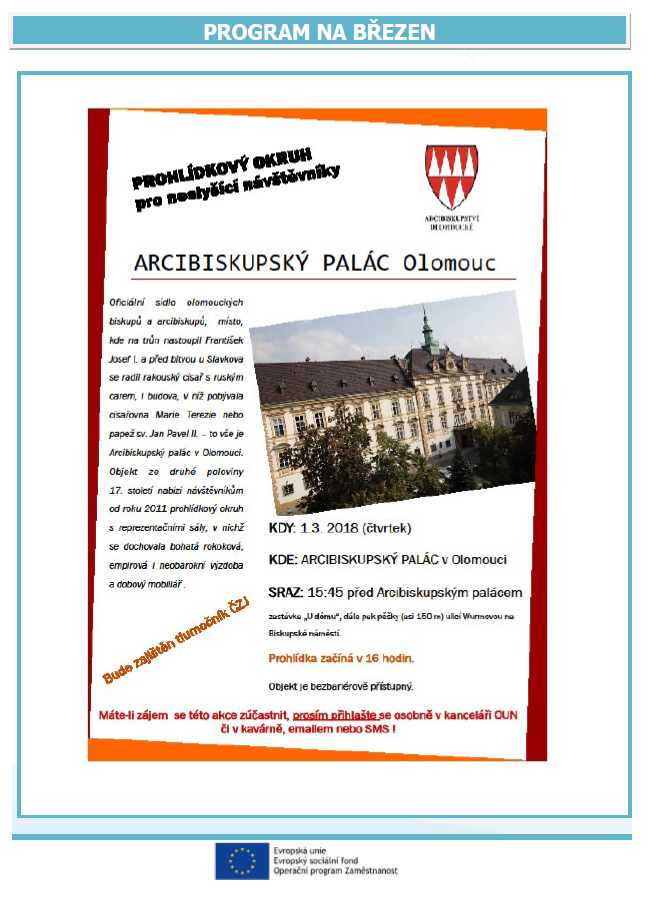 PROGRAM NA BŘEZEN
PROHLÍDKOVÝ OKRUH
pro neslyšící návštěvníky
ARCIBISKUPSTVÍ
OLOMOUCKÉ
ARCIBISKUPSKÝ PALÁC Olomouc
Oficiální sídlo olomouckých
biskupů a arcibiskupů, místo,
kde na trůn nastoupil František
Josef I. a před bitvou u Slavkova
se radil rakouský císař s ruským
carem, i budova, v níž pobývala
císařovna Marie Terezie nebo
papež sv. Jan Pavel II. – to vše je
Arcibiskupský palác v Olomouci.
Objekt ze druhé poloviny
17. století nabízí návštěvníkům
od roku 2011 prohlídkový okruh
s reprezentačními sály, v nichž
se dochovala bohatá rokoková,
empírová i neobarokní výzdoba
a dobový mobiliář .
Bude zajištěn tlumočník ČZJ
KDY: 1.3. 2018 (čtvrtek)
KDE: ARCIBISKUPSKÝ PALÁC v Olomouci
SRAZ: 15:45 před Arcibiskupským palácem
zastávka „U dómu“, dále pak pěšky (asi 150 m) ulicí Wurmovou na
Biskupské náměstí.
Prohlídka začíná v 16 hodin.
Objekt je bezbariérově přístupný.
Máte-li zájem se této akce zúčastnit, prosím přihlašte se osobně v kanceláři OUN
či v kavárně, emailem nebo SMS !
Evropská unie
Evropský sociální fond
Operační program Zaměstnanost